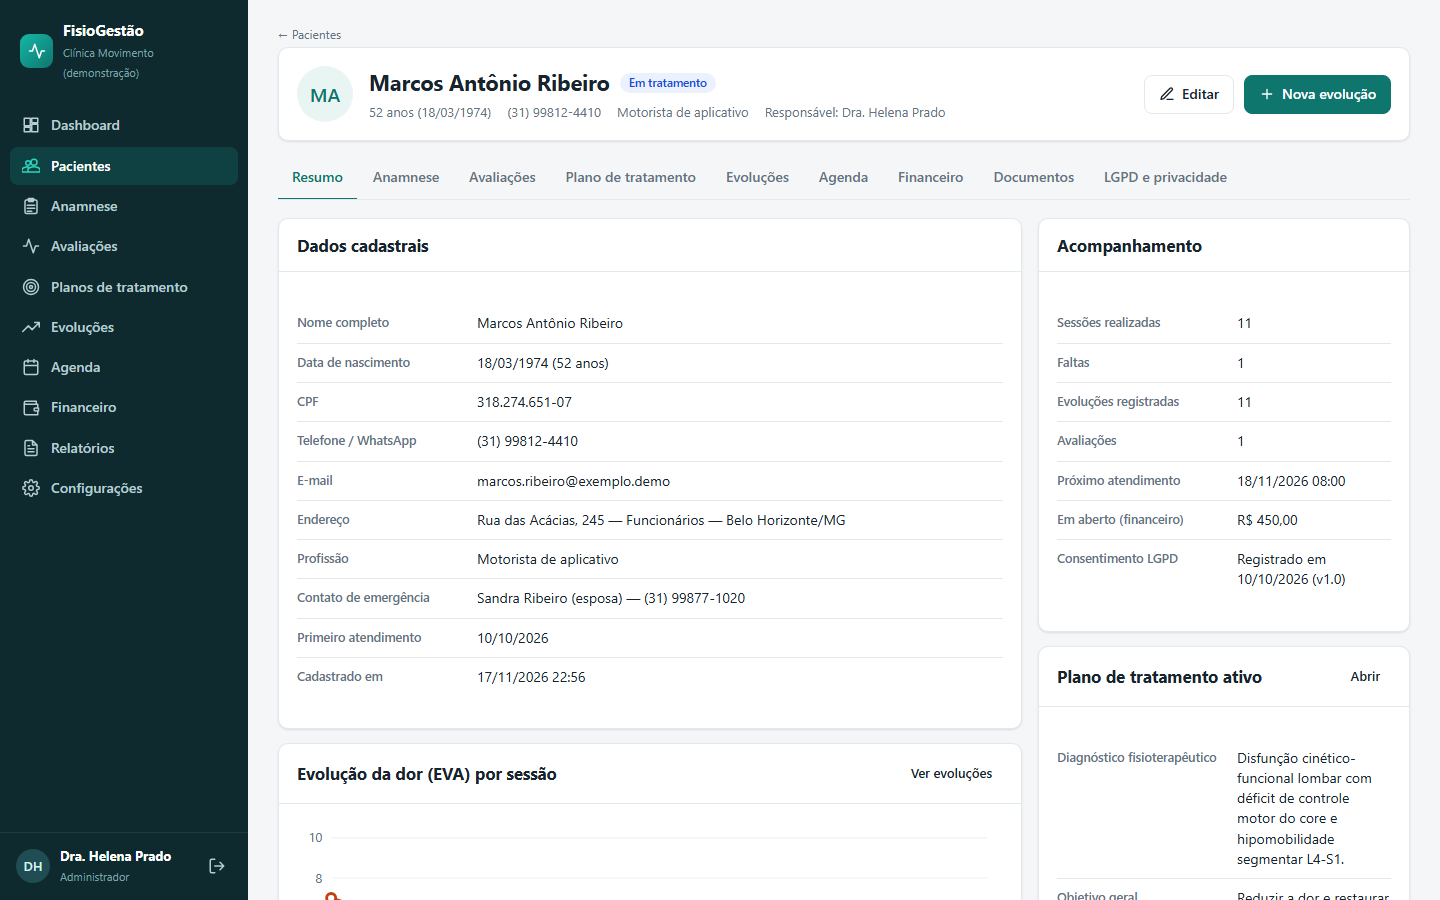 FisioGestão
Clínica Movimento
(demonstração)
Dashboard
Pacientes
Anamnese
Avaliações
Planos de tratamento
Evoluções
Agenda
Financeiro
Relatórios
Configurações
DH
Dra. Helena Prado
Administrador
← Pacientes
MA
Marcos Antônio Ribeiro
Em tratamento
52 anos (18/03/1974) (31) 99812-4410 Motorista de aplicativo Responsável: Dra. Helena Prado
Editar
+ Nova evolução
Resumo Anamnese Avaliações Plano de tratamento Evoluções Agenda Financeiro Documentos LGPD e privacidade
Dados cadastrais
Nome completo Marcos Antônio Ribeiro
Data de nascimento 18/03/1974 (52 anos)
CPF 318.274.651-07
Telefone / WhatsApp (31) 99812-4410
E-mail marcos.ribeiro@exemplo.demo
Endereço Rua das Acácias, 245 — Funcionários — Belo Horizonte/MG
Profissão Motorista de aplicativo
Contato de emergência Sandra Ribeiro (esposa) — (31) 99877-1020
Primeiro atendimento 10/10/2026
Cadastrado em 17/11/2026 22:56
Evolução da dor (EVA) por sessão Ver evoluções
10
8
Acompanhamento
Sessões realizadas 11
Faltas 1
Evoluções registradas 11
Avaliações 1
Próximo atendimento 18/11/2026 08:00
Em aberto (financeiro) R$ 450,00
Consentimento LGPD Registrado em
10/10/2026 (v1.0)
Plano de tratamento ativo Abrir
Diagnóstico fisioterapêutico Disfunção cinético-
funcional lombar com
déficit de controle
motor do core e
hipomobilidade
segmentar L4-S1.
Objetivo geral Reduzir a dor e restaurar